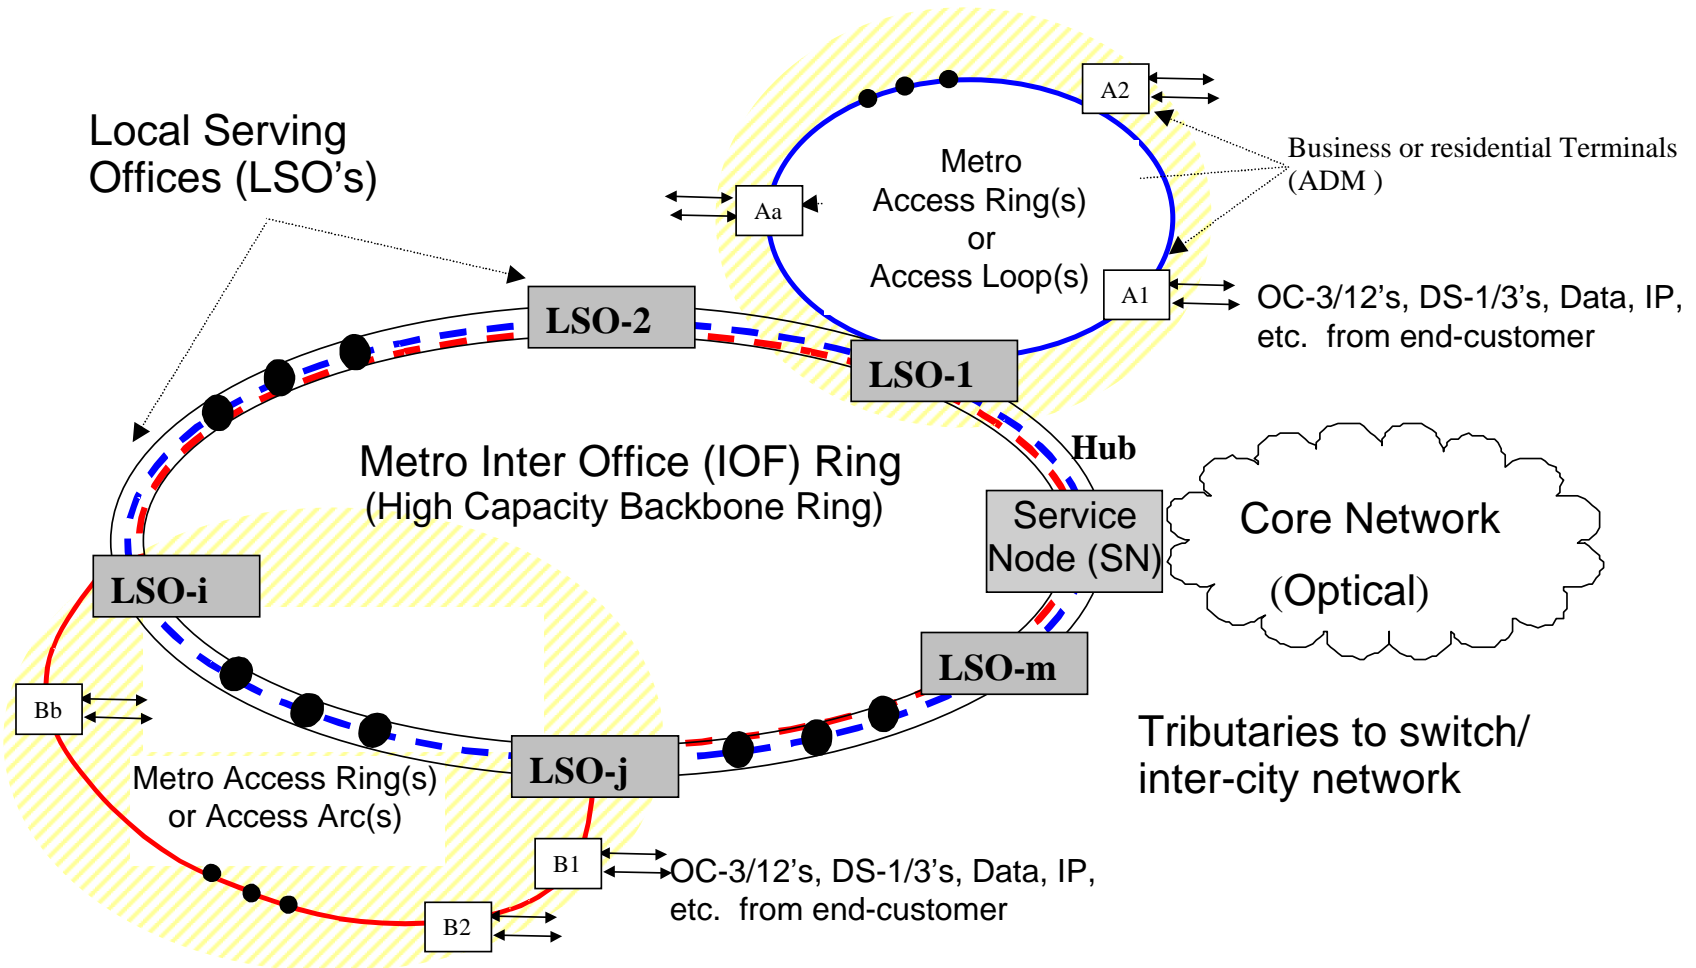 Local Serving
Offices (LSO's)
A2
Business or residential Terminals
(ADM )
Metro
Access Ring(s)
or
Access Loop(s)
Aa
A1
OC-3/12's, DS-1/3's, Data, IP,
etc. from end-customer
LSO-2
LSO-1
Hub
Metro Inter Office (IOF) Ring
(High Capacity Backbone Ring)
Service
Node (SN)
Core Network
(Optical)
LSO-i
LSO-m
Bb
LSO-j
Tributaries to switch/
inter-city network
Metro Access Ring(s)
or Access Arc(s)
B1
OC-3/12's, DS-1/3's, Data, IP,
etc. from end-customer
B2